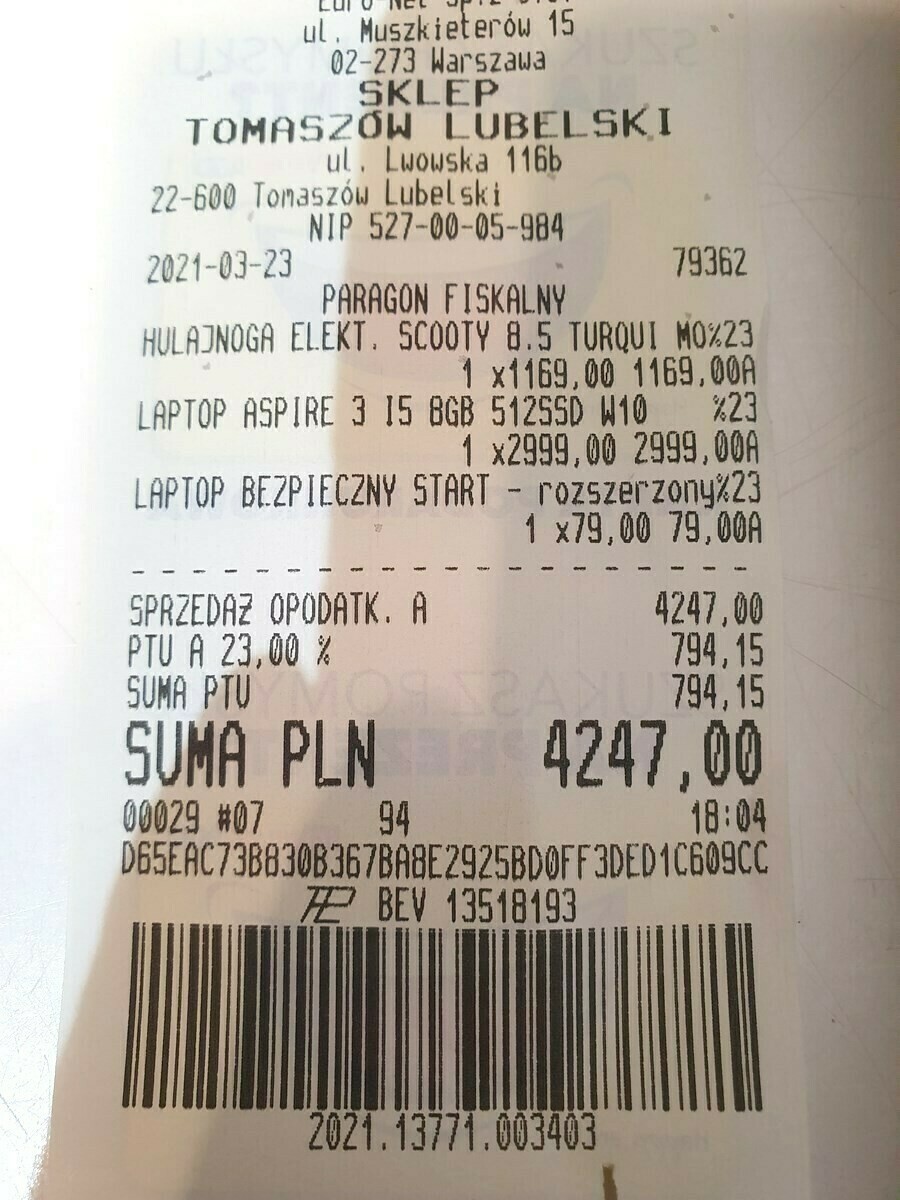 Euro-Net Sp. z o.o.
ul. Muszkieterów 15
02-273 Warszawa
SKLEP
TOMASZÓW LUBELSKI
ul. Lwowska 116b
22-600 Tomaszów Lubelski
NIP 527-00-05-984
2021-03-23 79362
PARAGON FISKALNY
HULAJNOGA ELEKT. SCOOTY 8.5 TURQUI MO%23
1 x1169,00 1169,00A
LAPTOP ASPIRE 3 I5 8GB 512SSD W10 %23
1 x2999,00 2999,00A
LAPTOP BEZPIECZNY START - rozszerzony%23
1 x79,00 79,00A
SPRZEDAŻ OPODATK. A 4247,00
PTU A 23,00 % 794,15
SUMA PTU 794,15
SUMA PLN 4247,00
00029 #07 94 18:04
D65EAC73B830B367BA8E2925BD0FF3DED1C609CC
BEV 13518193
2021.13771.003403